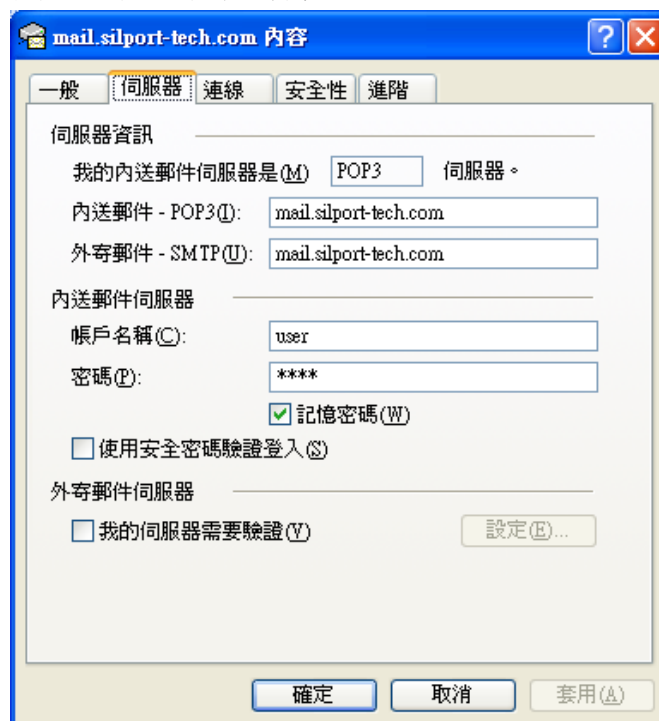 mail.silport-tech.com 內容
一般 伺服器 連線 安全性 進階
伺服器資訊
我的內送郵件伺服器是(M) POP3 伺服器。
內送郵件 - POP3(I): mail.silport-tech.com
外寄郵件 - SMTP(U): mail.silport-tech.com
內送郵件伺服器
帳戶名稱(C): user
密碼(P): ****
記憶密碼(W)
使用安全密碼驗證登入(S)
外寄郵件伺服器
我的伺服器需要驗證(V) 設定(E)...
確定 取消 套用(A)